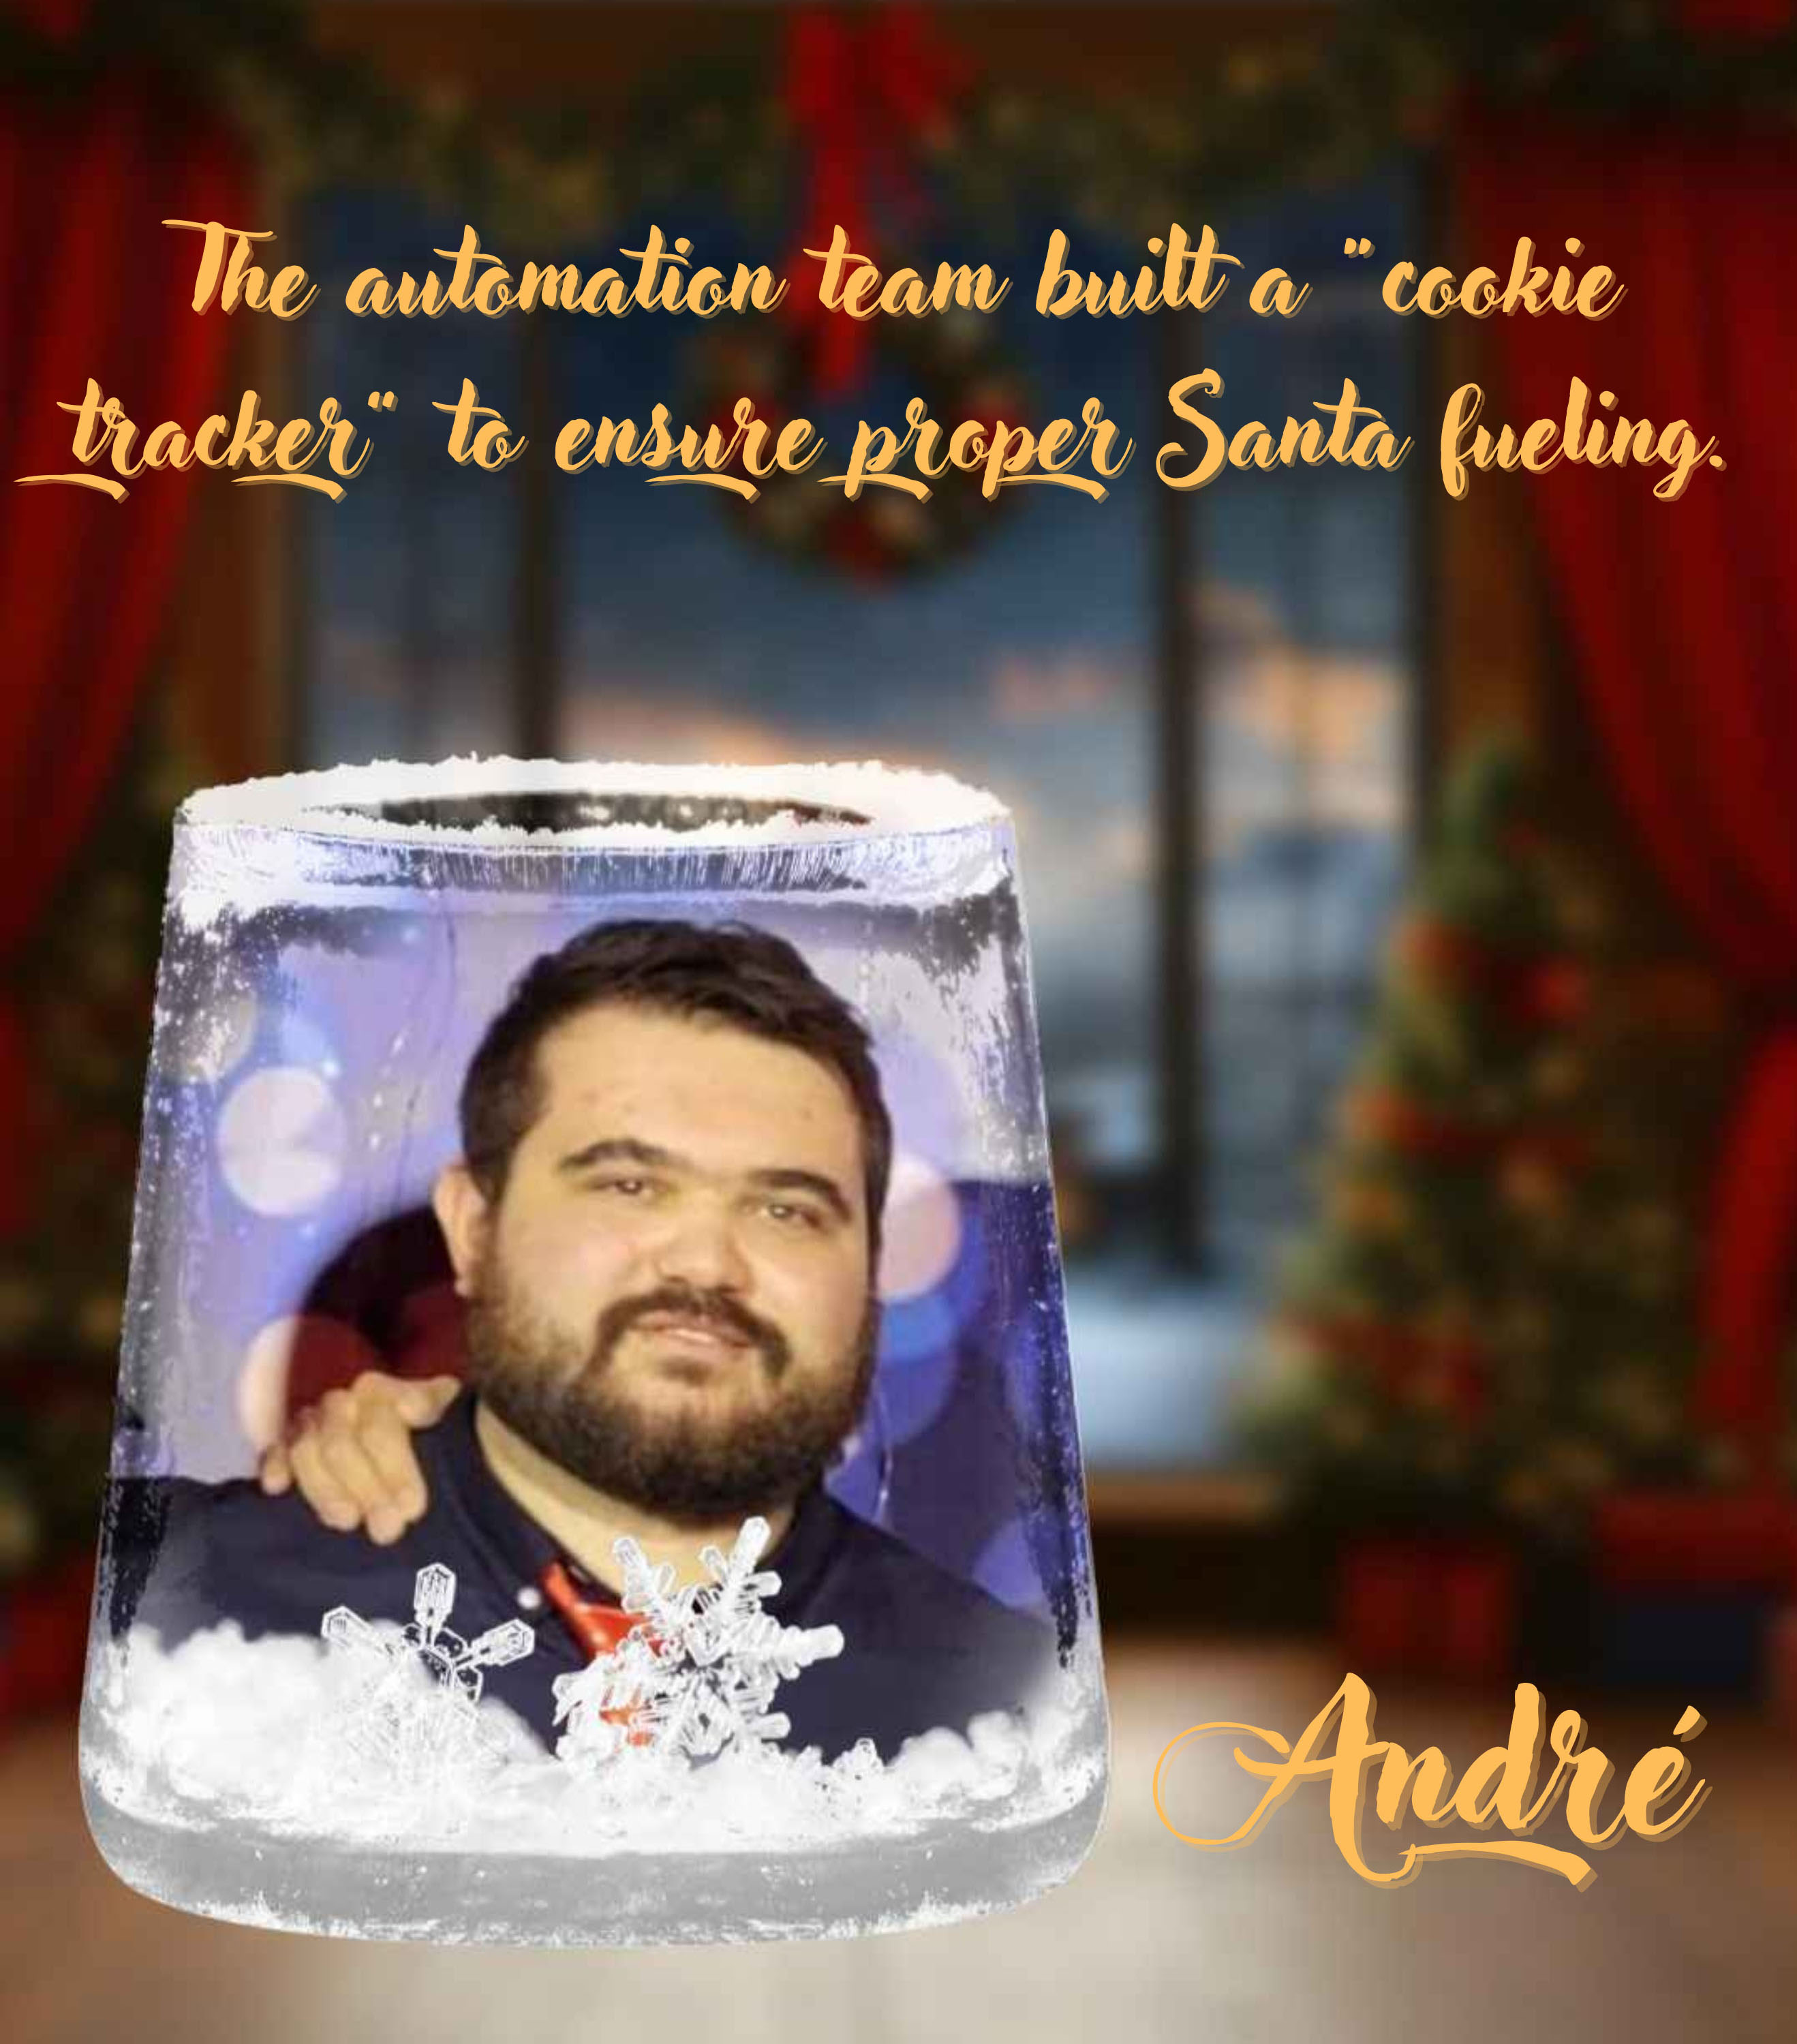 The automation team built a "cookie
tracker" to ensure proper Santa fueling.
André